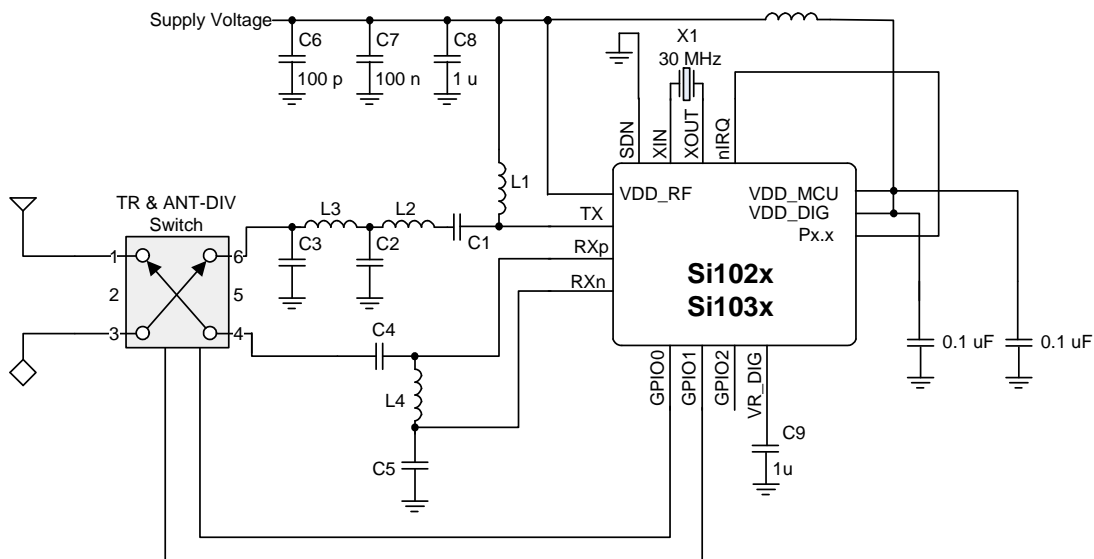 Supply Voltage
C6
100 p
C7
100 n
C8
1 u
X1
30 MHz
SDN
XIN
XOUT
nIRQ
L1
VDD_RF
VDD_MCU
TX
VDD_DIG
RXp
Px.x
RXn
Si102x
Si103x
TR & ANT-DIV
Switch
L3
L2
C3
C2
C1
1
6
2
5
3
4
C4
L4
C5
0.1 uF
0.1 uF
GPIO0
GPIO1
GPIO2
VR_DIG
C9
1u